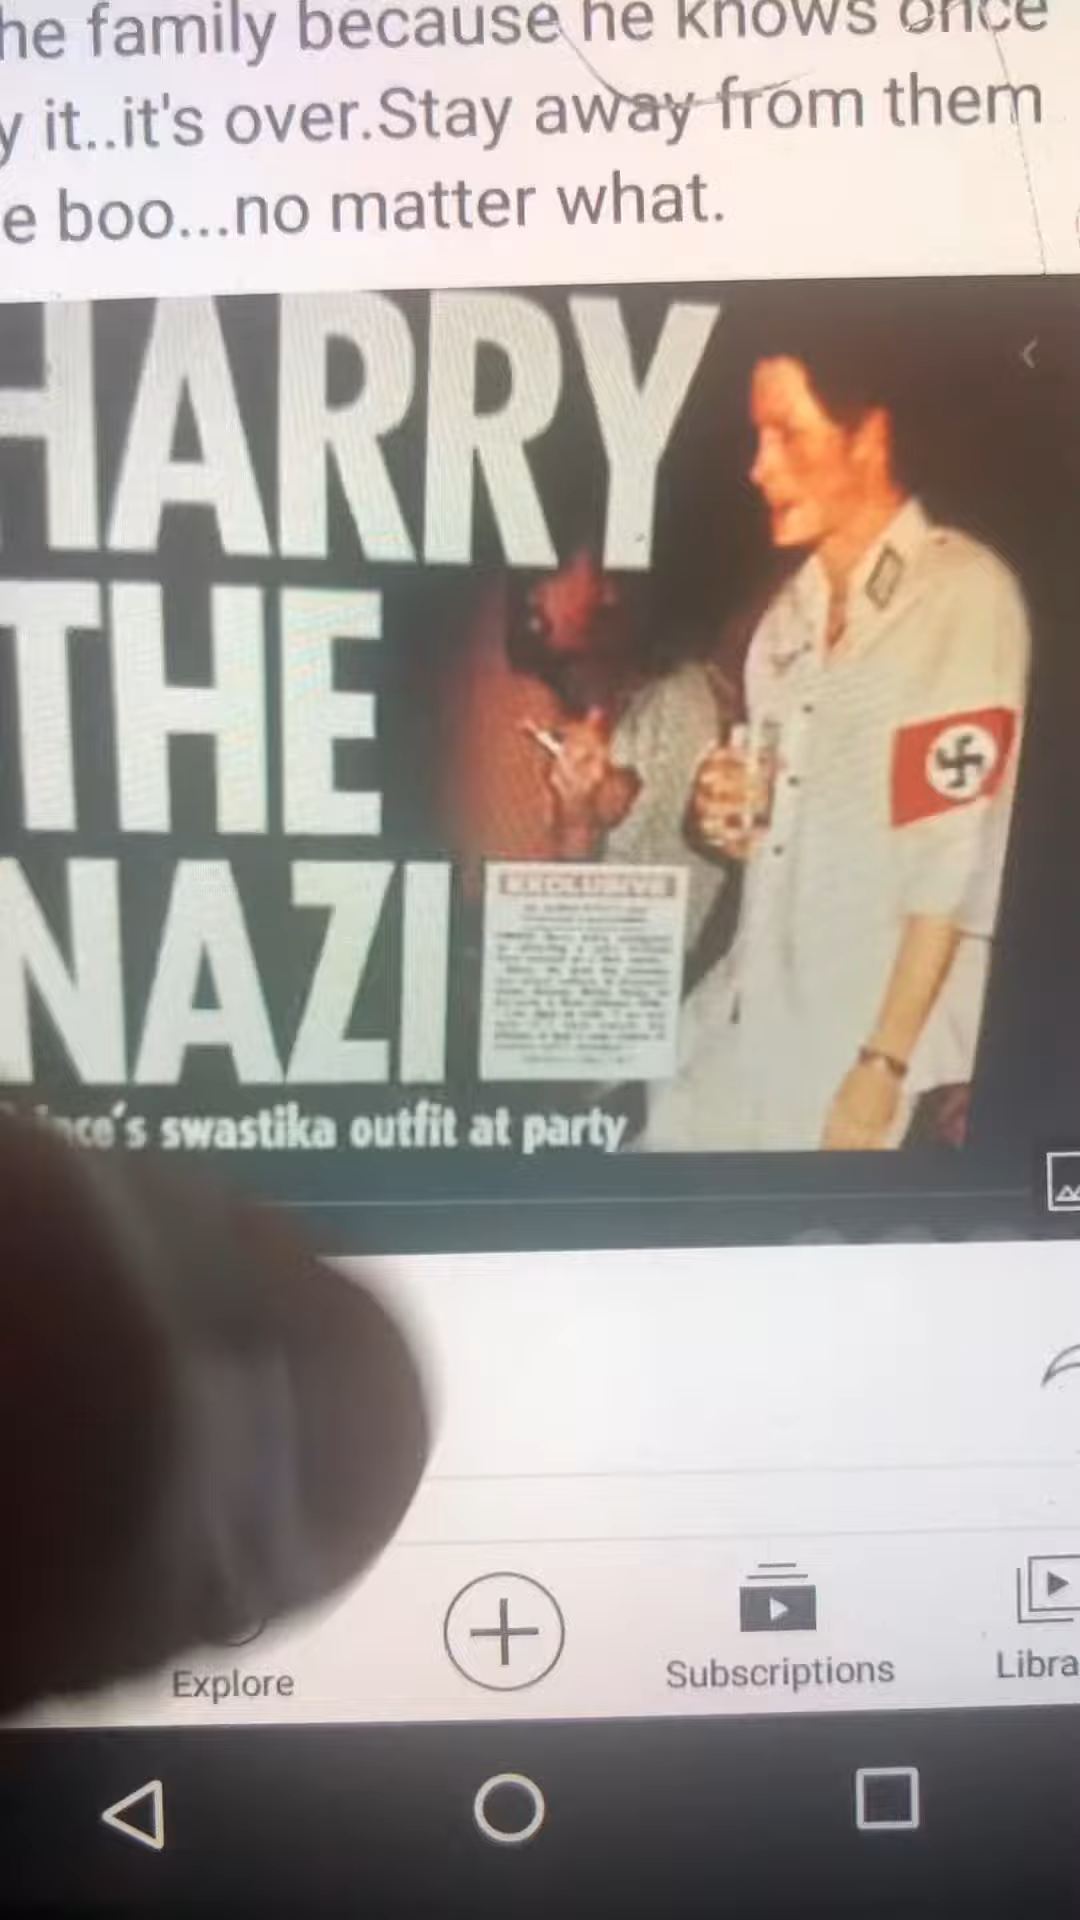 he family because he knows once
y it..it's over.Stay away from them
e boo...no matter what.
HARRY
THE
NAZI
EXCLUSIVE
nce's swastika outfit at party
Explore
Subscriptions
Libra